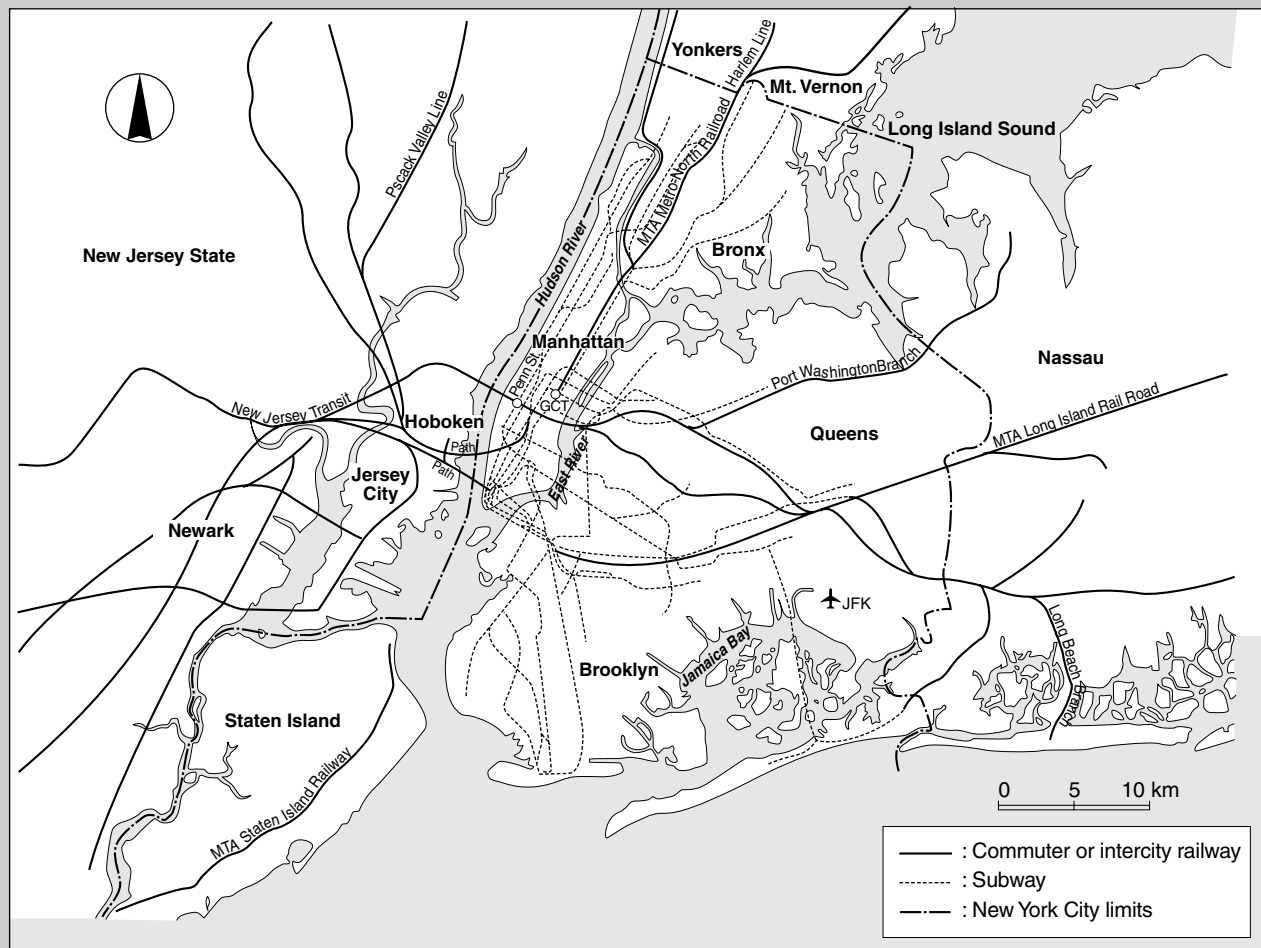 Yonkers
Harlem Line
Mt. Vernon
Long Island Sound
MTA Metro-North Railroad
Pscack Valley Line
New Jersey State
Bronx
Hudson River
Manhattan
Nassau
Penn St.
Port WashingtonBranch
GCT
New Jersey Transit
Hoboken
MTA Long Island Rail Road
Queens
Path
Path
East River
Jersey
City
Newark
JFK
Jamaica Bay
Long Beach
Branch
Brooklyn
Staten Island
MTA Staten Island Railway
0 5 10 km
: Commuter or intercity railway
: Subway
: New York City limits